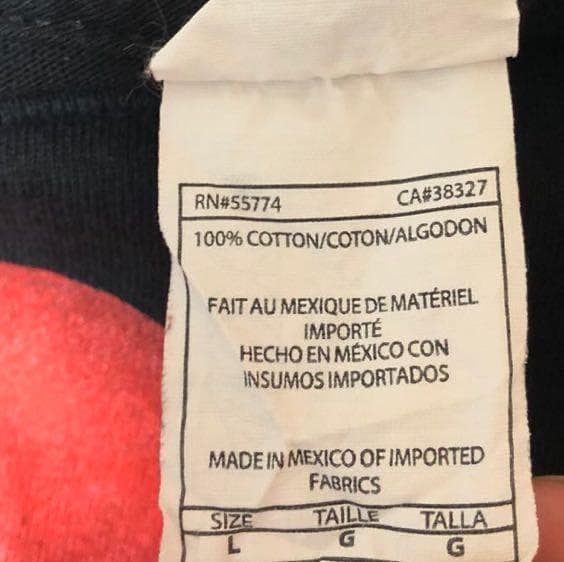 RN#55774 CA#38327
100% COTTON/COTON/ALGODON
FAIT AU MEXIQUE DE MATÉRIEL
IMPORTÉ
HECHO EN MÉXICO CON
INSUMOS IMPORTADOS
MADE IN MEXICO OF IMPORTED
FABRICS
SIZE TAILLE TALLA
L G G